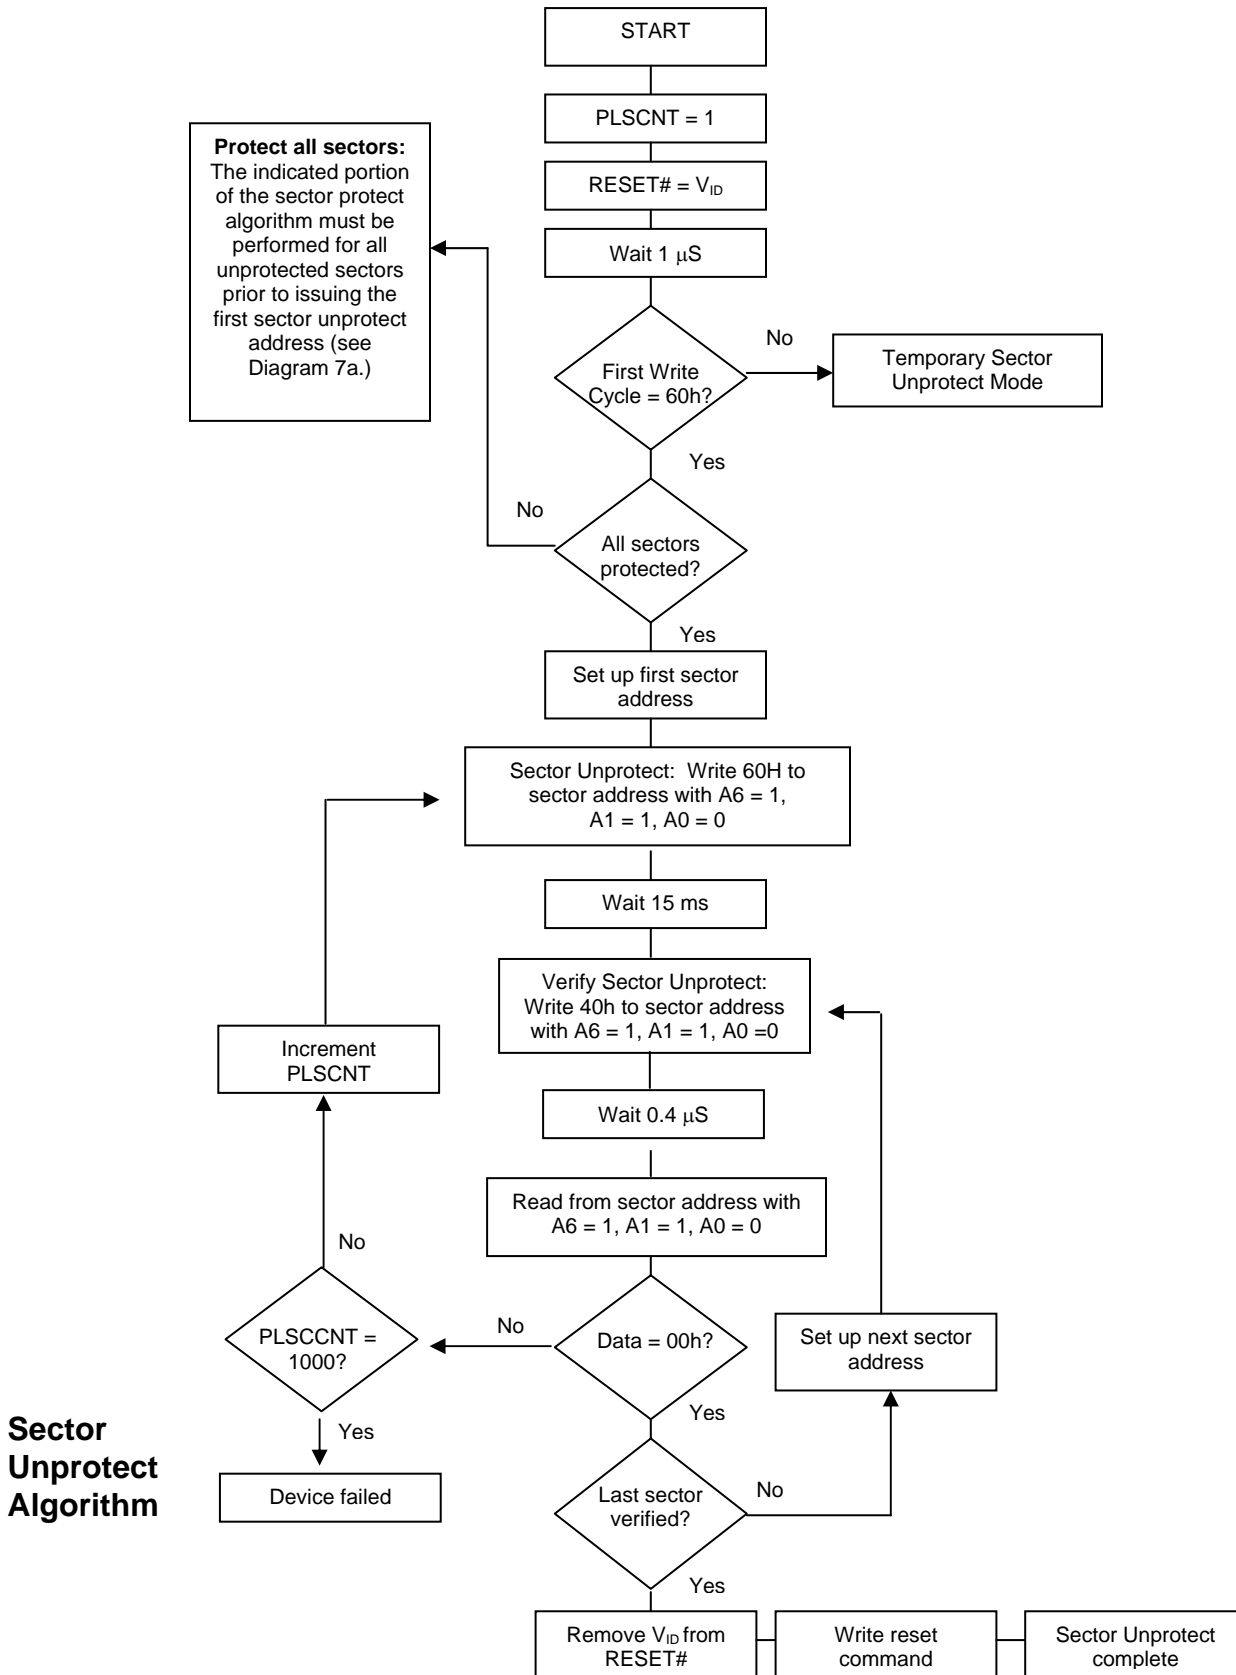 START
PLSCNT = 1
Protect all sectors:
The indicated portion
of the sector protect
algorithm must be
performed for all
unprotected sectors
prior to issuing the
first sector unprotect
address (see
Diagram 7a.)
RESET# = VID
Wait 1 μS
First Write
Cycle = 60h?
No
Temporary Sector
Unprotect Mode
Yes
No
All sectors
protected?
Yes
Set up first sector
address
Sector Unprotect: Write 60H to
sector address with A6 = 1,
A1 = 1, A0 = 0
Wait 15 ms
Verify Sector Unprotect:
Write 40h to sector address
with A6 = 1, A1 = 1, A0 =0
Increment
PLSCNT
Wait 0.4 μS
Read from sector address with
A6 = 1, A1 = 1, A0 = 0
No
PLSCCNT =
1000?
No
Data = 00h?
Set up next sector
address
Yes
Yes
Sector
Unprotect
Algorithm
Device failed
Last sector
verified?
No
Yes
Remove VID from
RESET#
Write reset
command
Sector Unprotect
complete